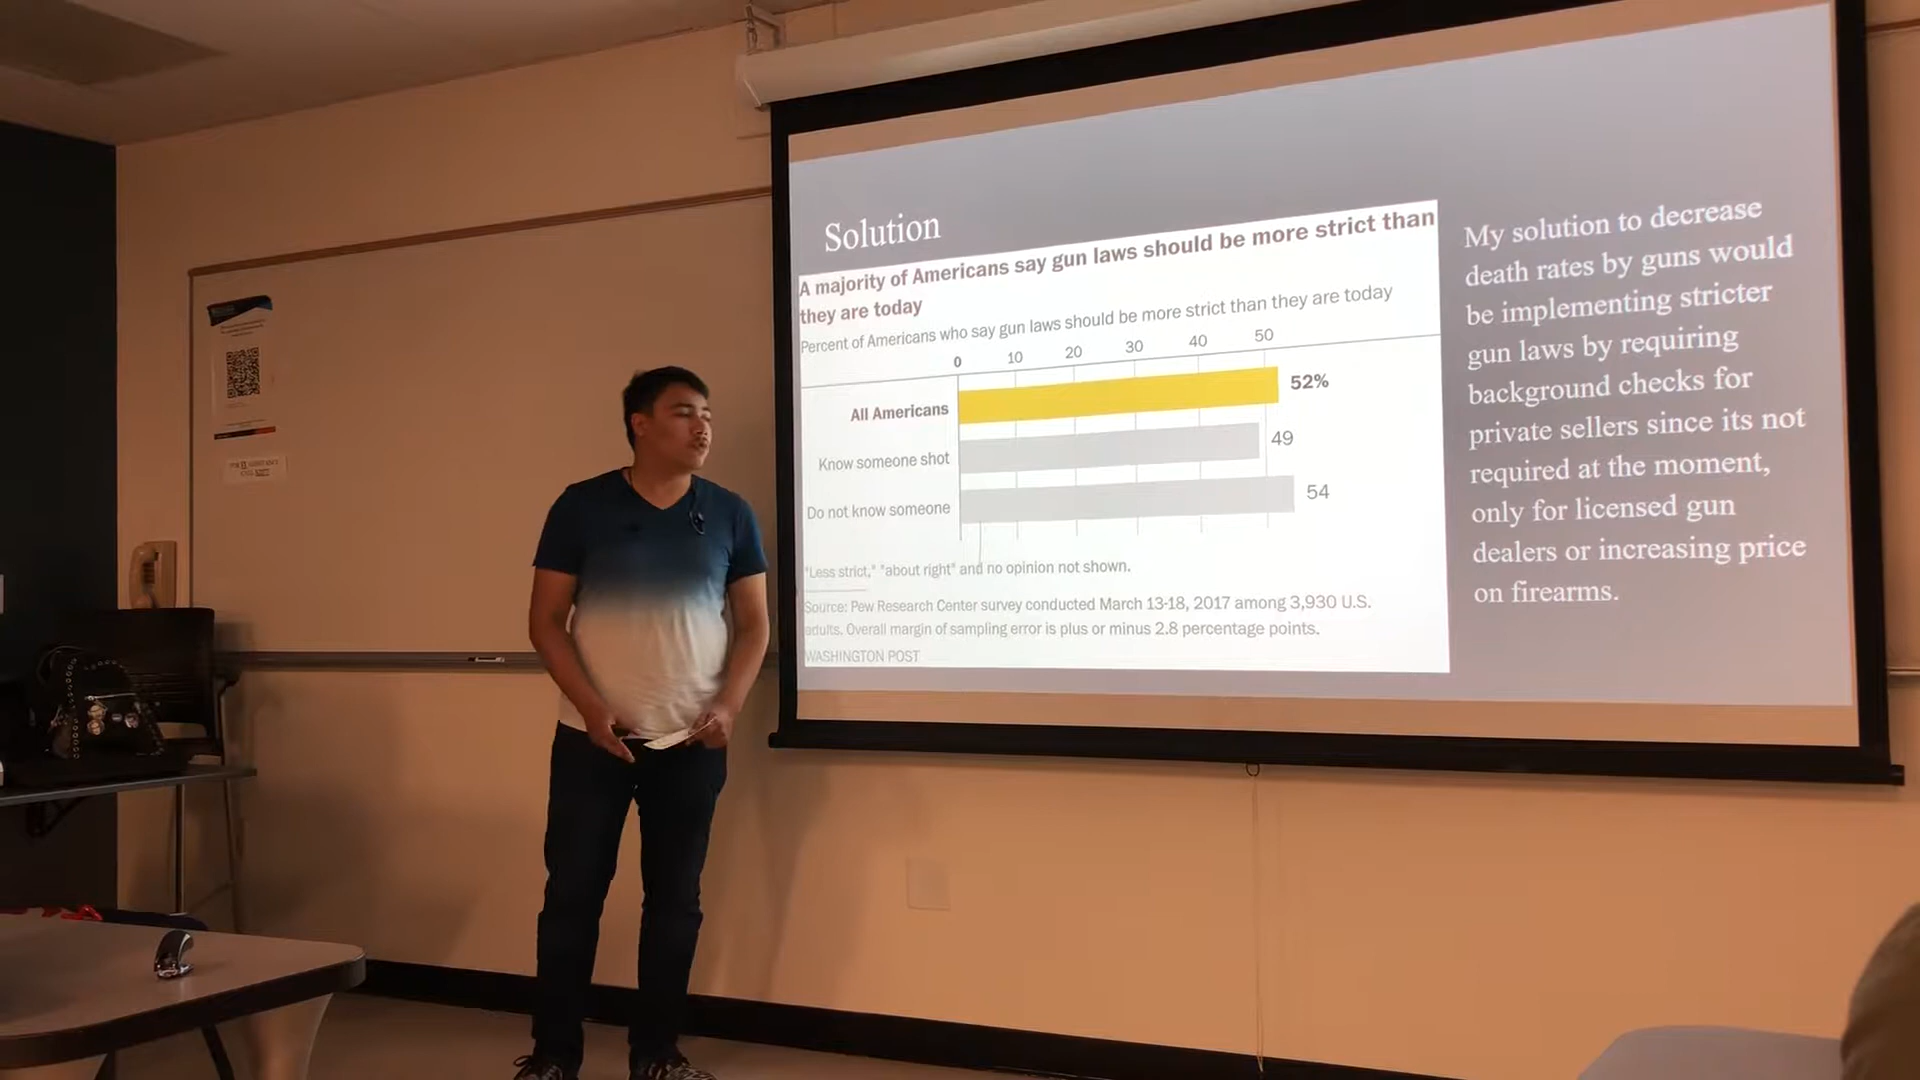 Solution
A majority of Americans say gun laws should be more strict than
they are today
Percent of Americans who say gun laws should be more strict than they are today
0 10 20 30 40 50
All Americans 52%
Know someone shot 49
Do not know someone 54
"Less strict," "about right" and no opinion not shown.
Source: Pew Research Center survey conducted March 13-18, 2017 among 3,930 U.S.
adults. Overall margin of sampling error is plus or minus 2.8 percentage points.
WASHINGTON POST
My solution to decrease
death rates by guns would
be implementing stricter
gun laws by requiring
background checks for
private sellers since its not
required at the moment,
only for licensed gun
dealers or increasing price
on firearms.